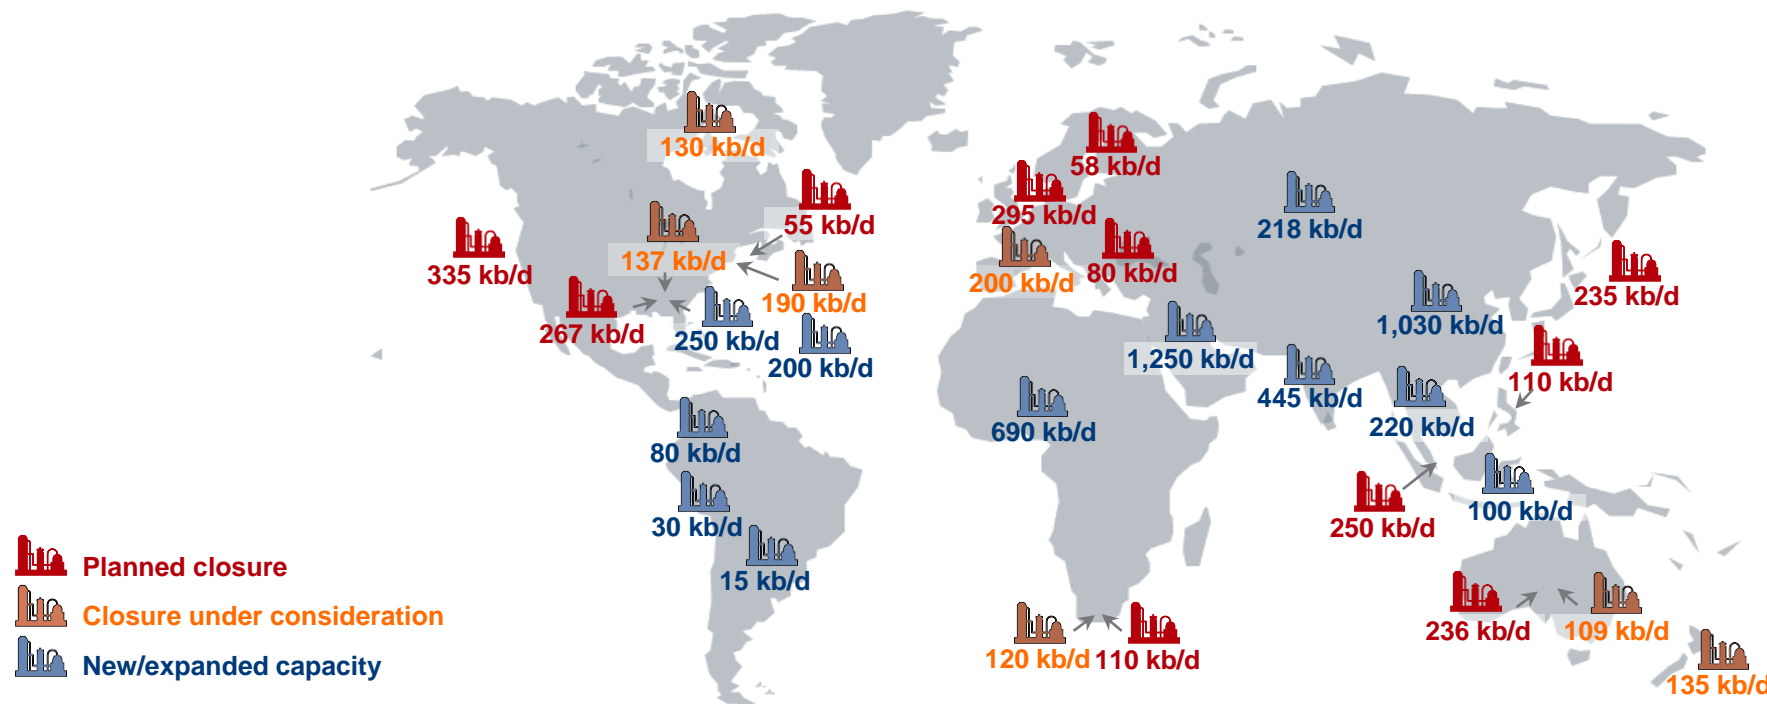 130 kb/d
58 kb/d
55 kb/d
295 kb/d
218 kb/d
335 kb/d
137 kb/d
190 kb/d
200 kb/d
80 kb/d
235 kb/d
267 kb/d
250 kb/d
200 kb/d
1,250 kb/d
1,030 kb/d
110 kb/d
445 kb/d
220 kb/d
80 kb/d
690 kb/d
30 kb/d
250 kb/d
100 kb/d
15 kb/d
Planned closure
Closure under consideration
New/expanded capacity
120 kb/d
110 kb/d
236 kb/d
109 kb/d
135 kb/d